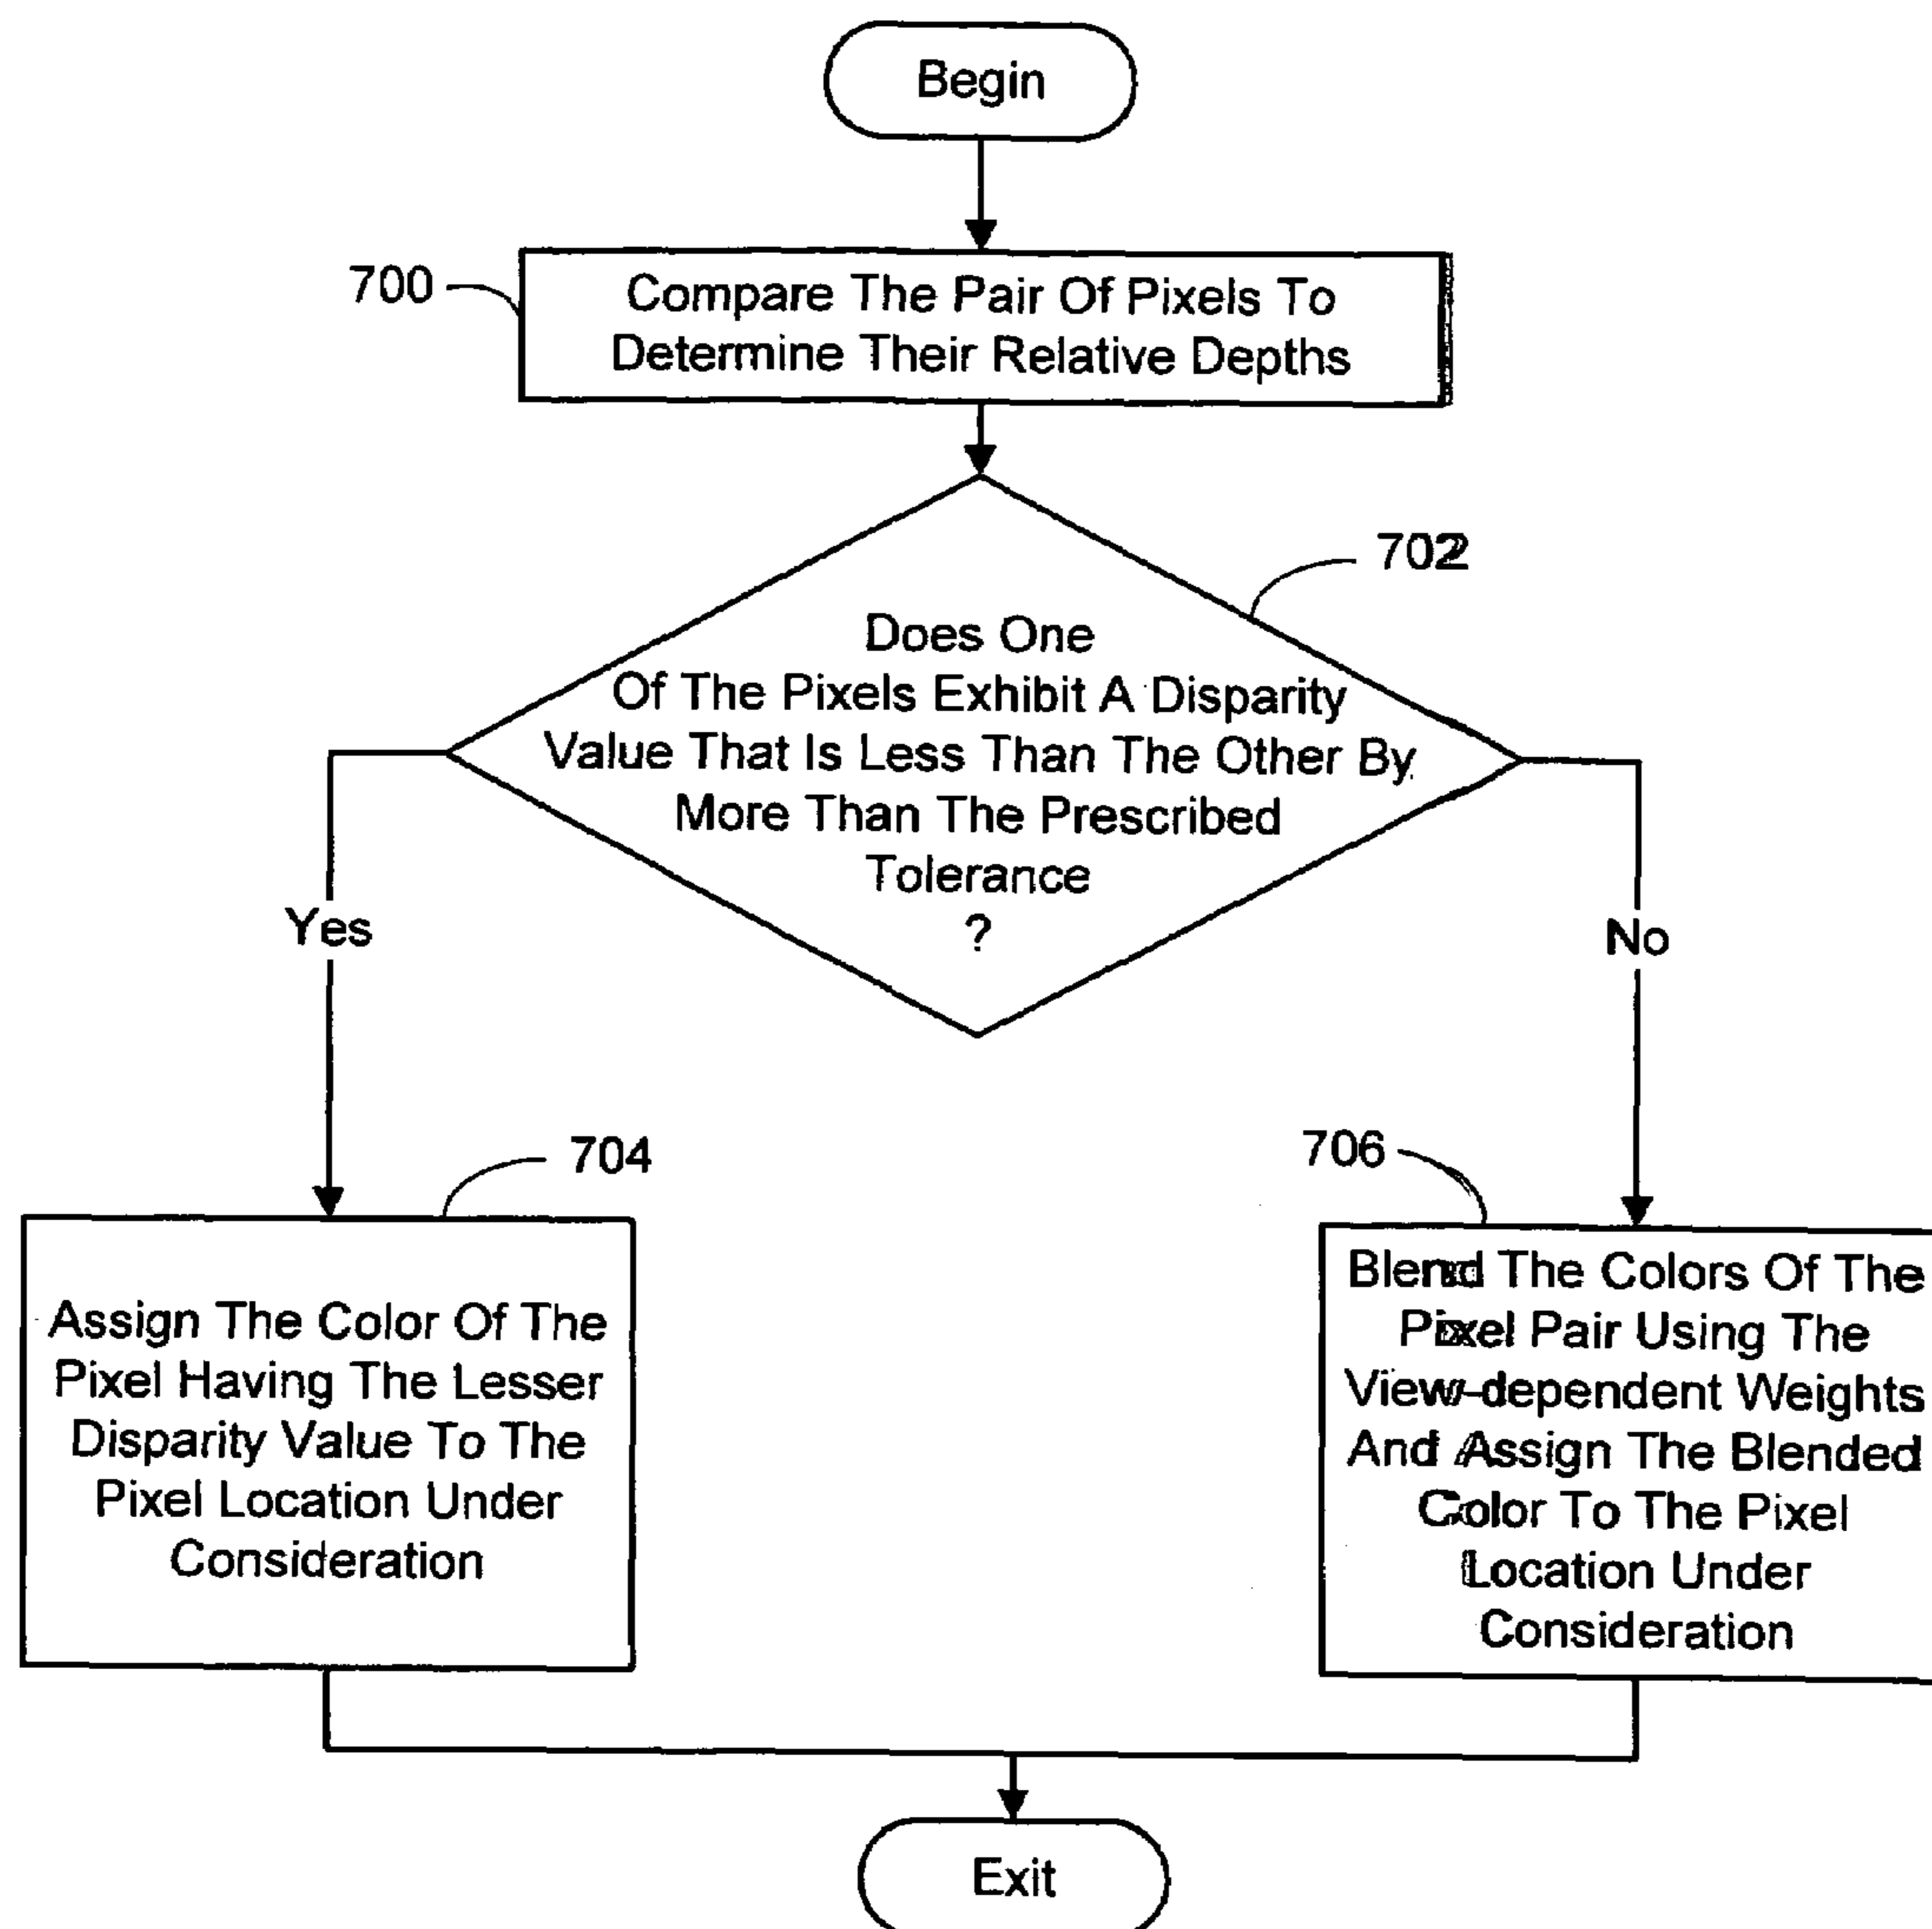 Begin
700
Compare The Pair Of Pixels To
Determine Their Relative Depths
702
Does One
Of The Pixels Exhibit A Disparity
Value That Is Less Than The Other By
More Than The Prescribed
Tolerance
?
Yes
No
704
Assign The Color Of The
Pixel Having The Lesser
Disparity Value To The
Pixel Location Under
Consideration
706
Blend The Colors Of The
Pixel Pair Using The
View-dependent Weights
And Assign The Blended
Color To The Pixel
Location Under
Consideration
Exit